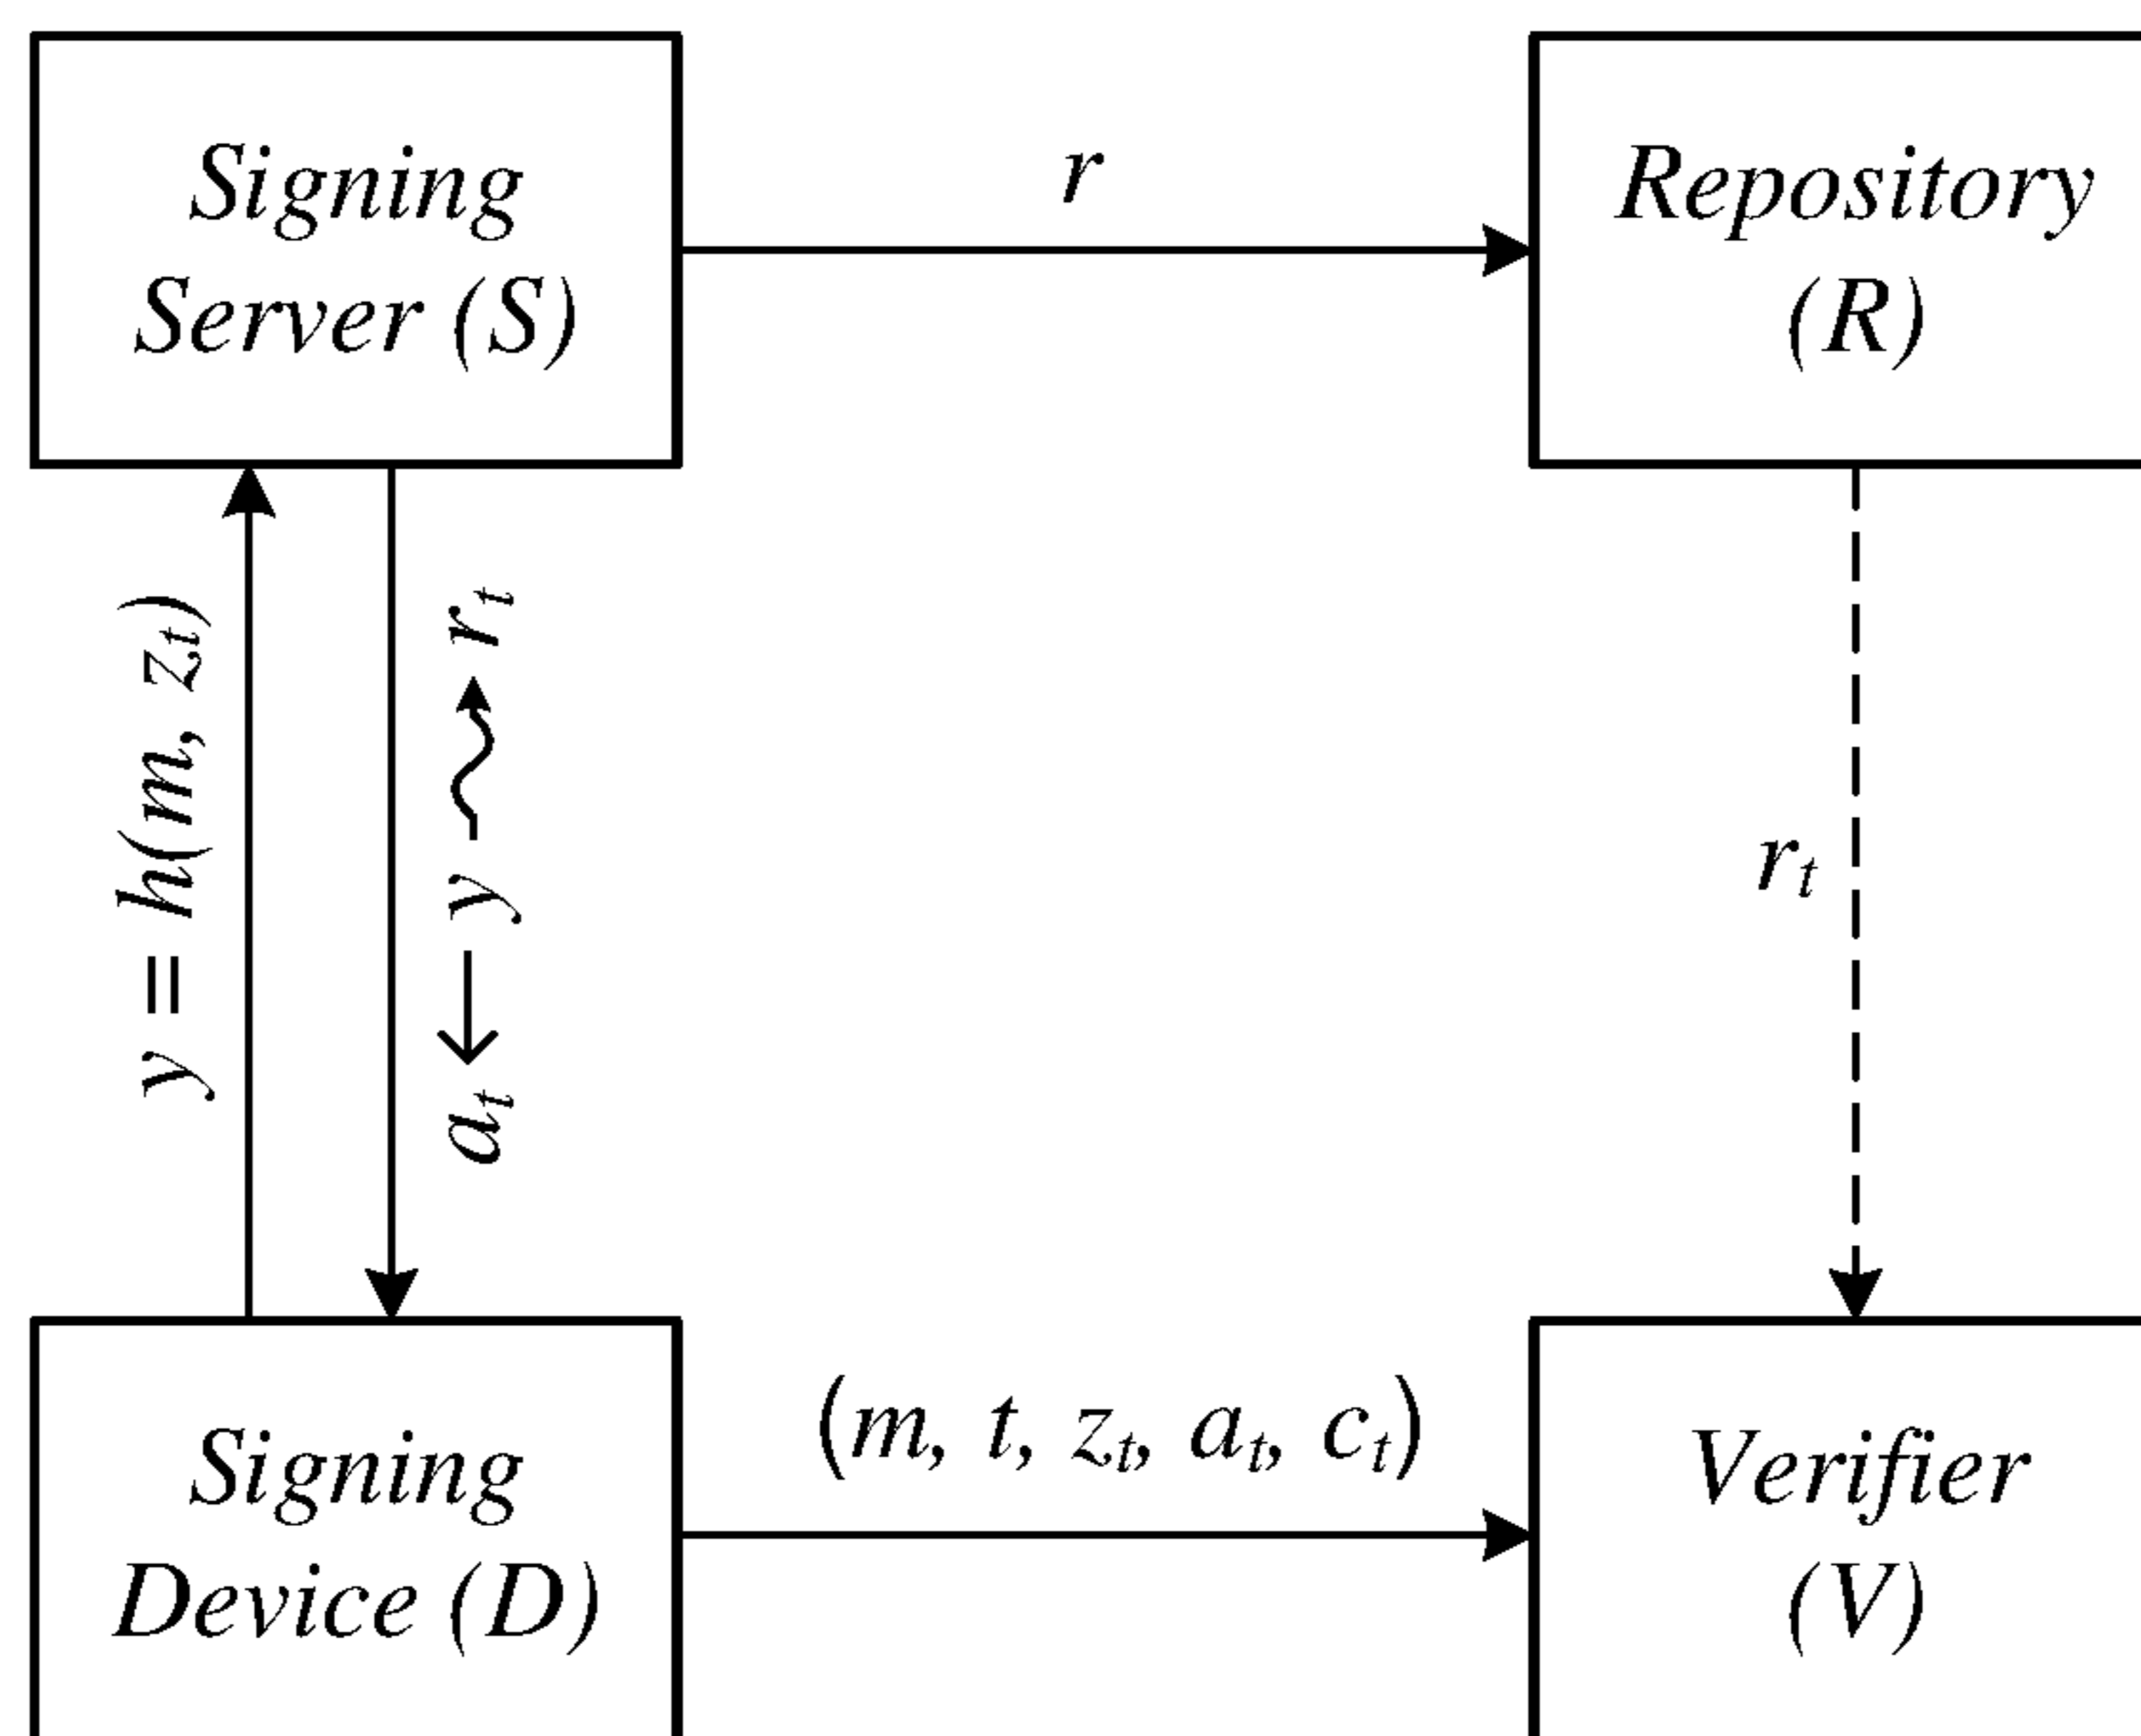 Signing
Server (S)
r
Repository
(R)
y = h(m, zₜ)
aₜ ← y ⇝ rₜ
rₜ
Signing
Device (D)
(m, t, zₜ, aₜ, cₜ)
Verifier
(V)